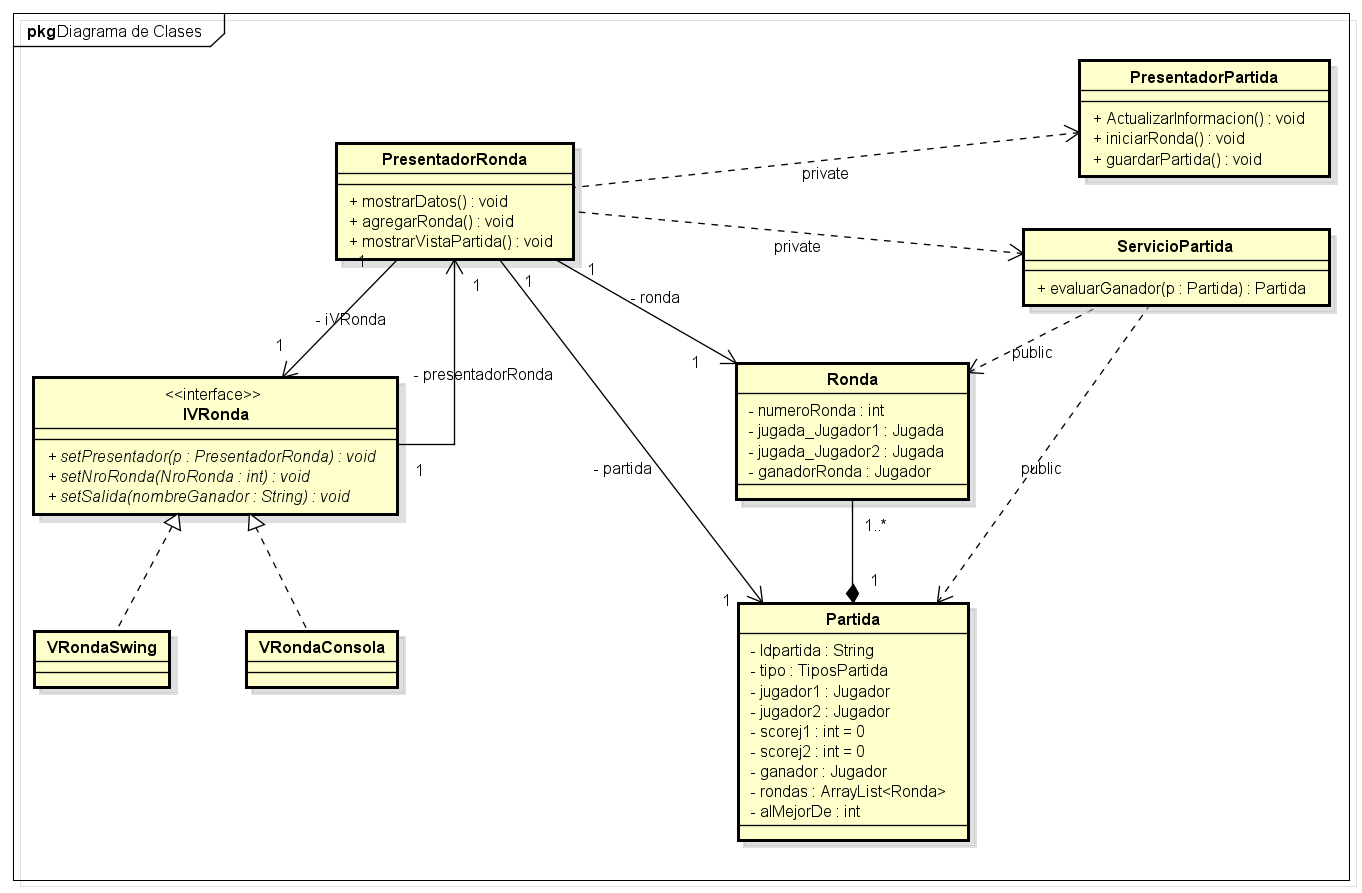 pkg Diagrama de Clases
PresentadorPartida
+ ActualizarInformacion() : void
+ iniciarRonda() : void
+ guardarPartida() : void
PresentadorRonda
+ mostrarDatos() : void
+ agregarRonda() : void
+ mostrarVistaPartida() : void
private
private
ServicioPartida
+ evaluarGanador(p : Partida) : Partida
1
1
1
1
- ronda
- iVRonda
1
1
public
- presentadorRonda
<<interface>>
IVRonda
+ setPresentador(p : PresentadorRonda) : void
+ setNroRonda(NroRonda : int) : void
+ setSalida(nombreGanador : String) : void
1
Ronda
- numeroRonda : int
- jugada_Jugador1 : Jugada
- jugada_Jugador2 : Jugada
- ganadorRonda : Jugador
- partida
public
1..*
1
1
VRondaSwing
VRondaConsola
Partida
- Idpartida : String
- tipo : TiposPartida
- jugador1 : Jugador
- jugador2 : Jugador
- scorej1 : int = 0
- scorej2 : int = 0
- ganador : Jugador
- rondas : ArrayList<Ronda>
- alMejorDe : int